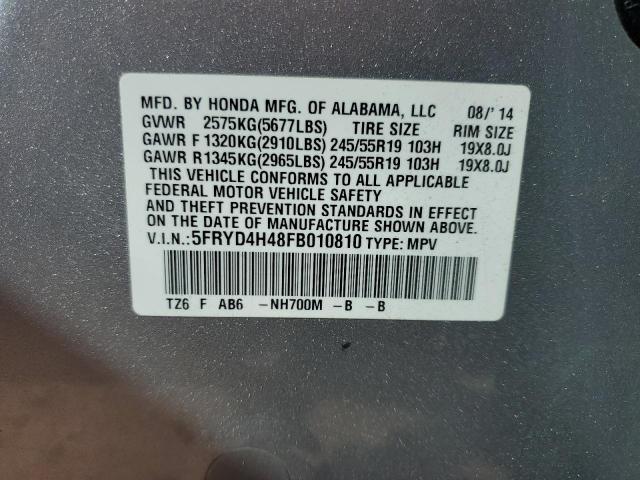 MFD. BY HONDA MFG. OF ALABAMA, LLC 08/'14
GVWR 2575KG(5677LBS) TIRE SIZE RIM SIZE
GAWR F 1320KG(2910LBS) 245/55R19 103H 19X8.0J
GAWR R 1345KG(2965LBS) 245/55R19 103H 19X8.0J
THIS VEHICLE CONFORMS TO ALL APPLICABLE
FEDERAL MOTOR VEHICLE SAFETY
AND THEFT PREVENTION STANDARDS IN EFFECT
ON THE DATE OF MANUFACTURE SHOWN ABOVE.
V.I.N.: 5FRYD4H48FB010810 TYPE: MPV
TZ6 F AB6 -NH700M -B -B